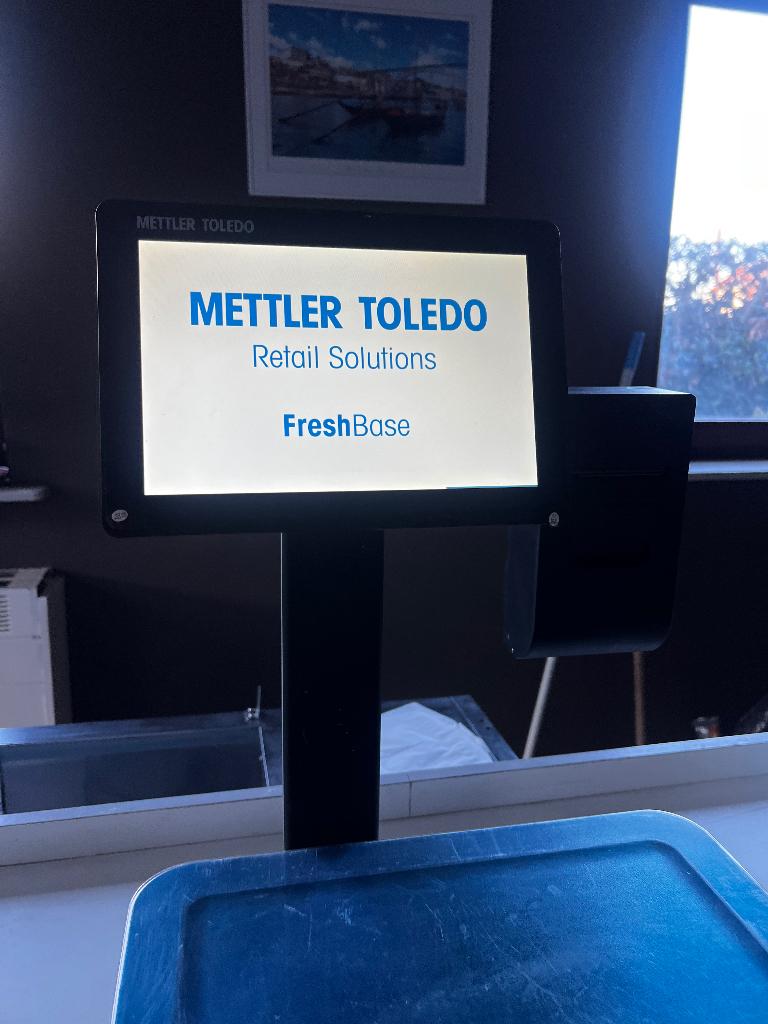 METTLER TOLEDO
METTLER TOLEDO
Retail Solutions
FreshBase